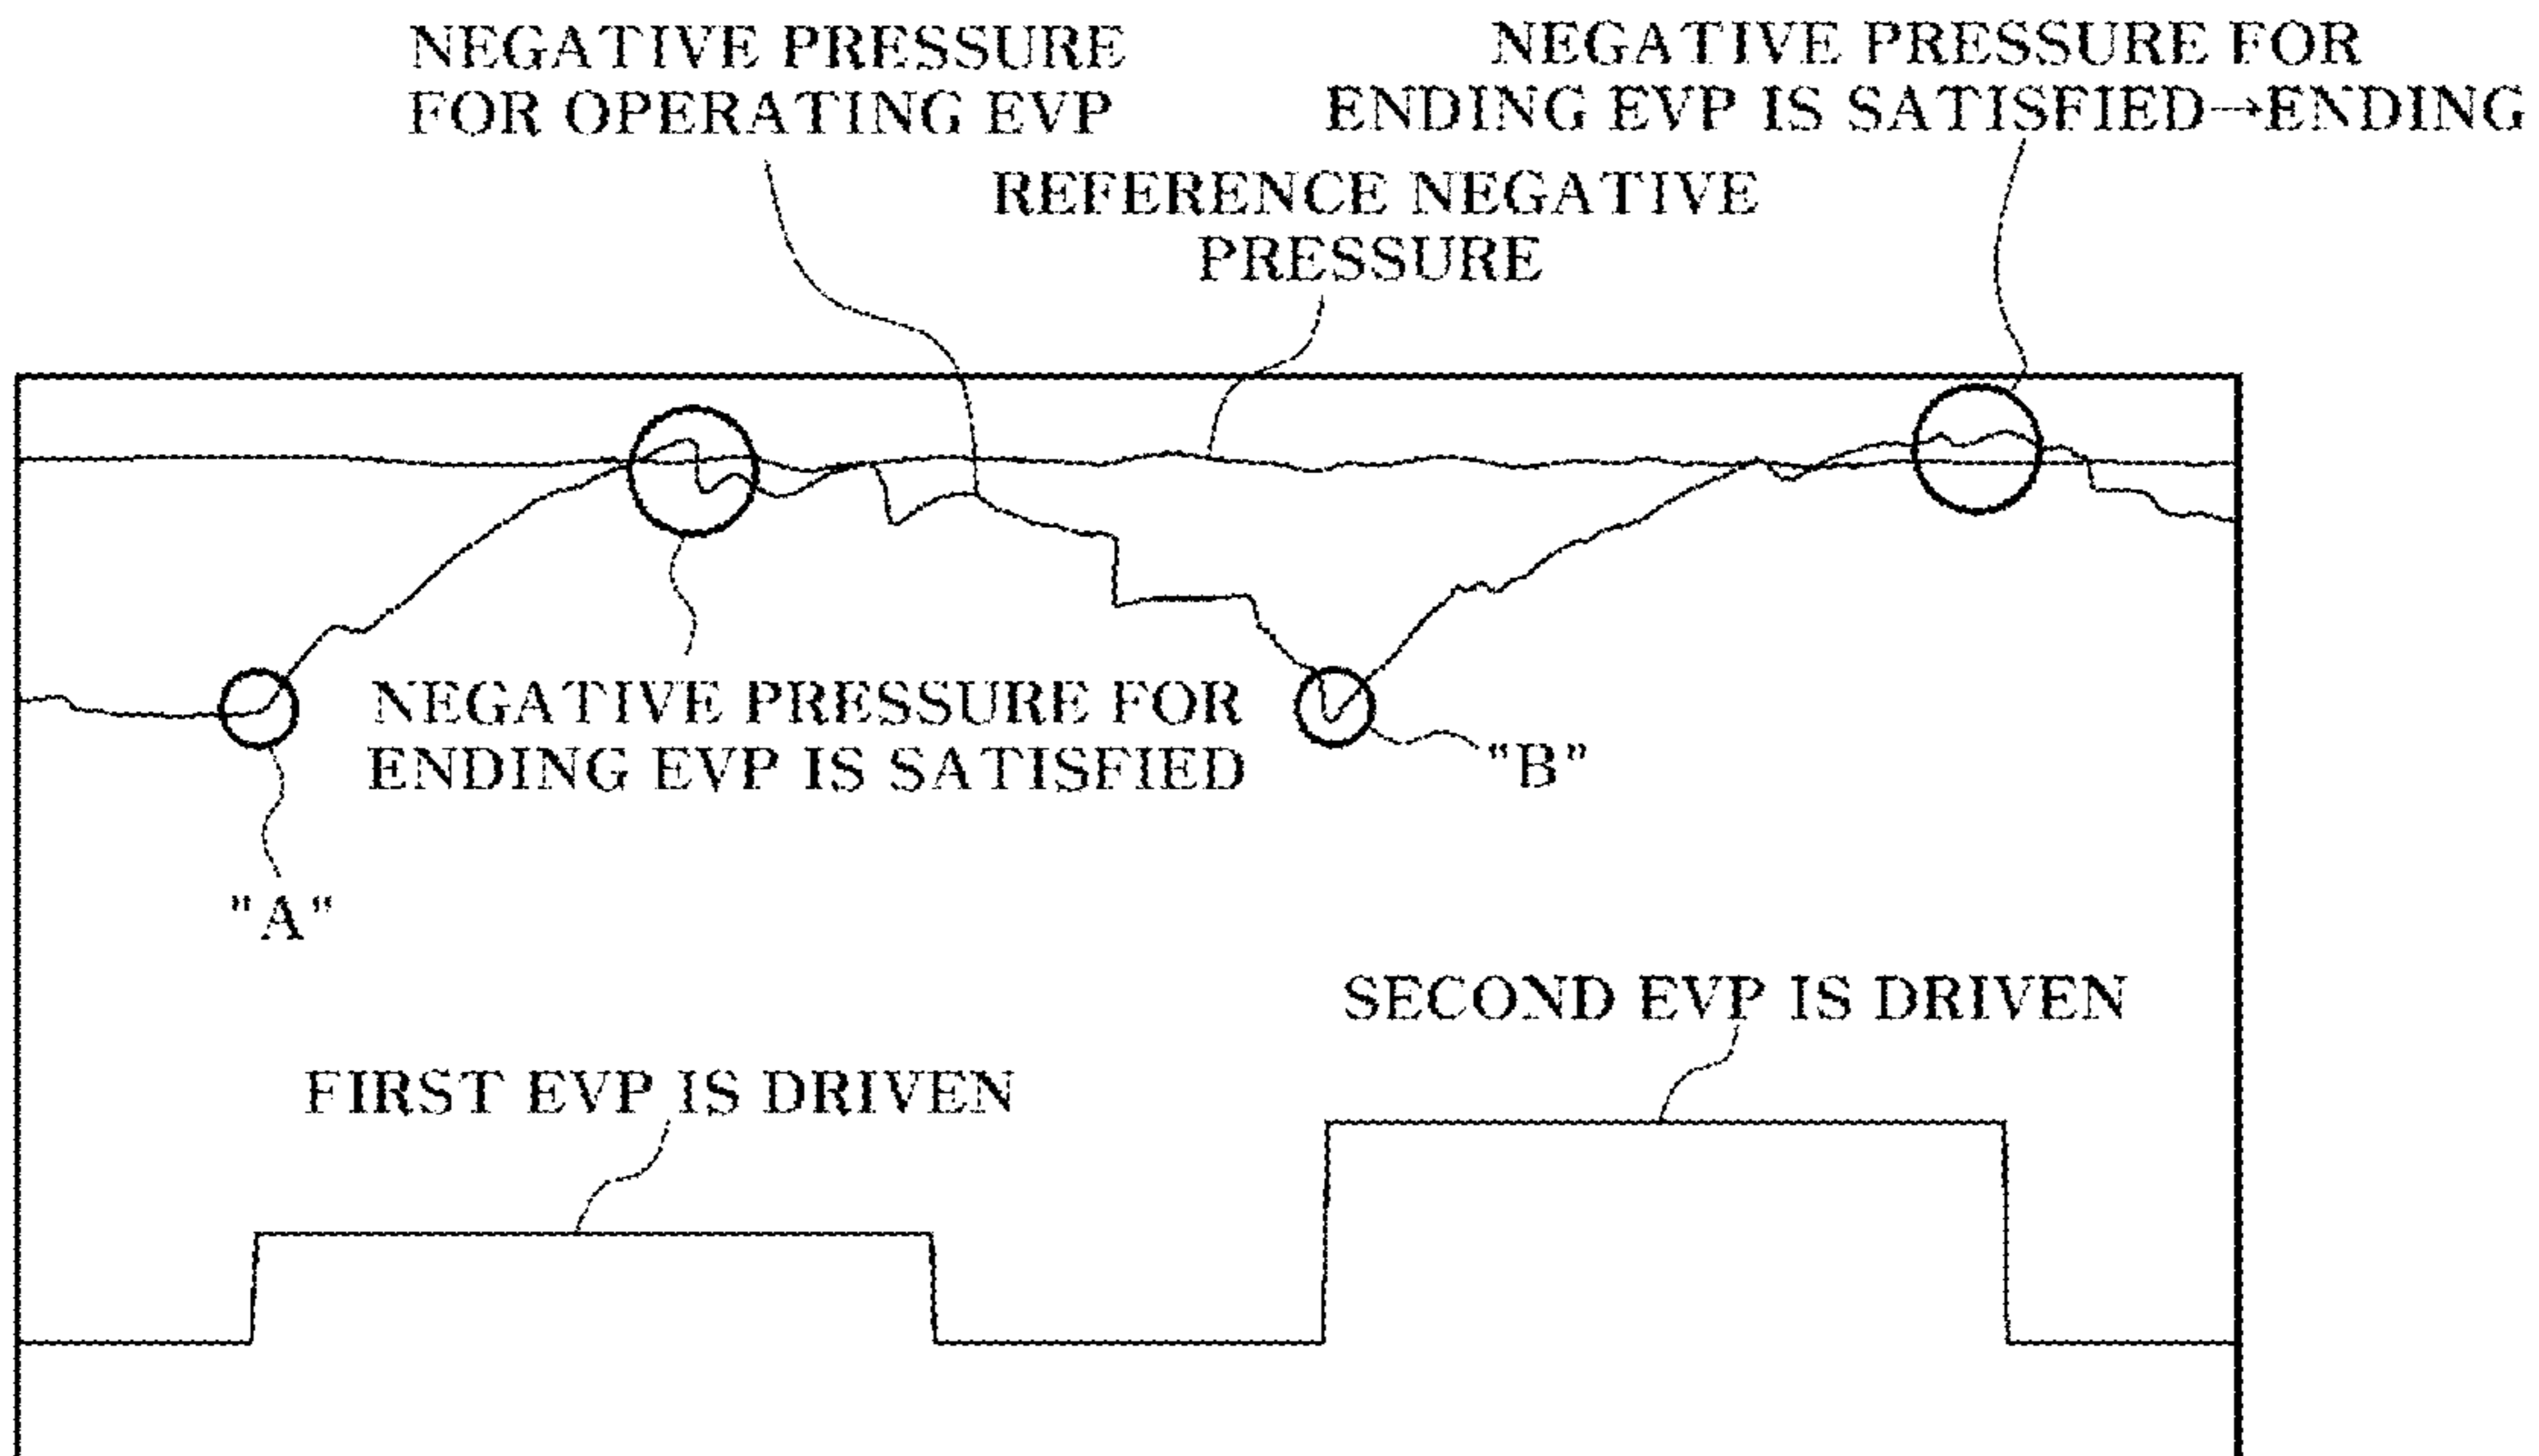 NEGATIVE PRESSURE
FOR OPERATING EVP
NEGATIVE PRESSURE FOR
ENDING EVP IS SATISFIED→ENDING
REFERENCE NEGATIVE
PRESSURE
NEGATIVE PRESSURE FOR
ENDING EVP IS SATISFIED
"B"
"A"
SECOND EVP IS DRIVEN
FIRST EVP IS DRIVEN